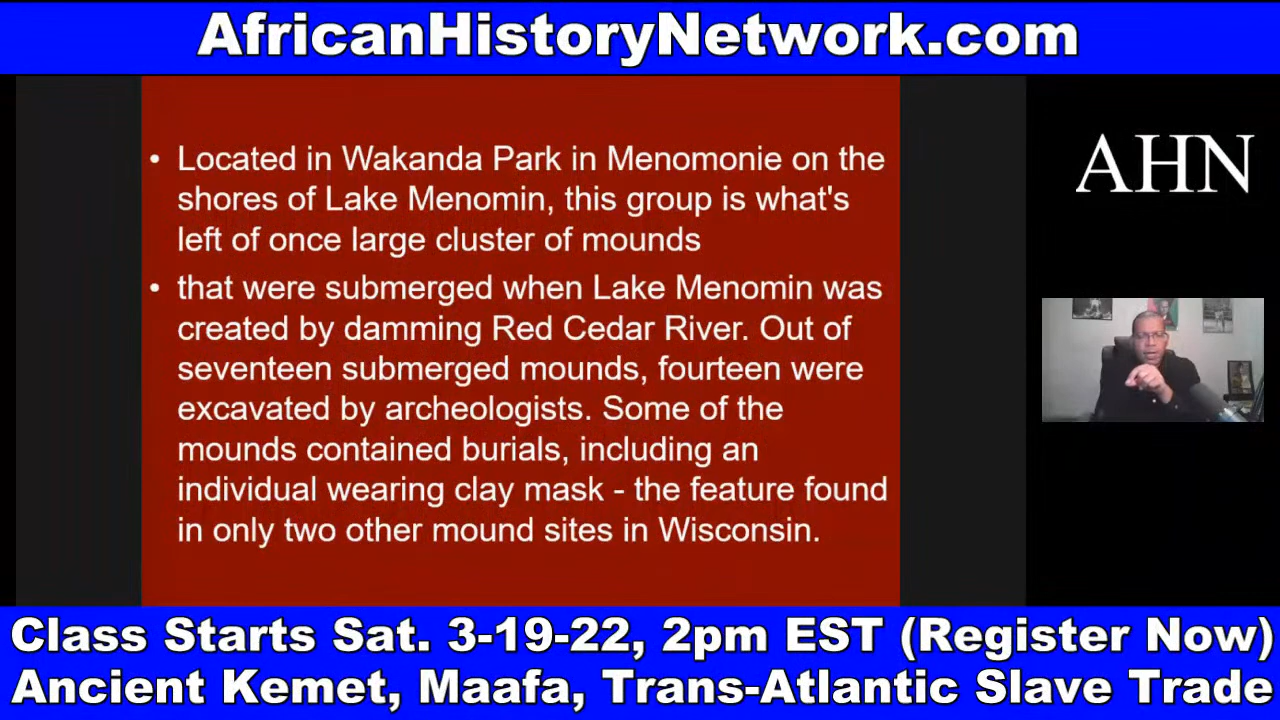 AfricanHistoryNetwork.com
• Located in Wakanda Park in Menomonie on the
shores of Lake Menomin, this group is what's
left of once large cluster of mounds
• that were submerged when Lake Menomin was
created by damming Red Cedar River. Out of
seventeen submerged mounds, fourteen were
excavated by archeologists. Some of the
mounds contained burials, including an
individual wearing clay mask - the feature found
in only two other mound sites in Wisconsin.
AHN
Class Starts Sat. 3-19-22, 2pm EST (Register Now)
Ancient Kemet, Maafa, Trans-Atlantic Slave Trade